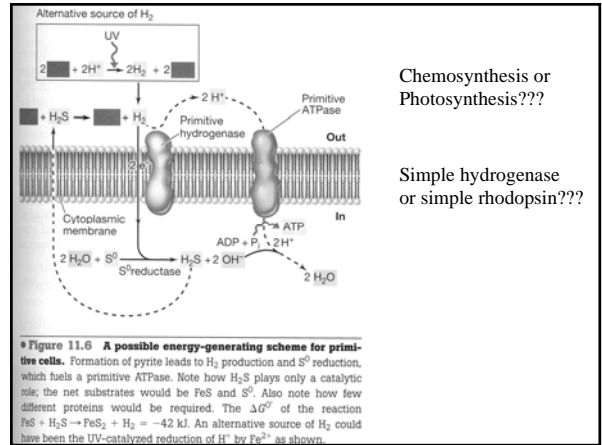 Alternative source of H₂
UV
2 + 2H⁺ → 2H₂ + 2
+ H₂S → + H₂
2 H⁺
Primitive hydrogenase
Primitive ATPase
Out
2 e⁻
In
Cytoplasmic membrane
ATP
ADP + Pᵢ
2H⁺
2 H₂O + S⁰
S⁰reductase
H₂S + 2 OH⁻
2 H₂O
• Figure 11.6 A possible energy-generating scheme for primi-
tive cells. Formation of pyrite leads to H₂ production and S⁰ reduction,
which fuels a primitive ATPase. Note how H₂S plays only a catalytic
role; the net substrates would be FeS and S⁰. Also note how few
different proteins would be required. The ΔG⁰′ of the reaction
FeS + H₂S → FeS₂ + H₂ = −42 kJ. An alternative source of H₂ could
have been the UV-catalyzed reduction of H⁺ by Fe²⁺ as shown.
Chemosynthesis or
Photosynthesis???
Simple hydrogenase
or simple rhodopsin???